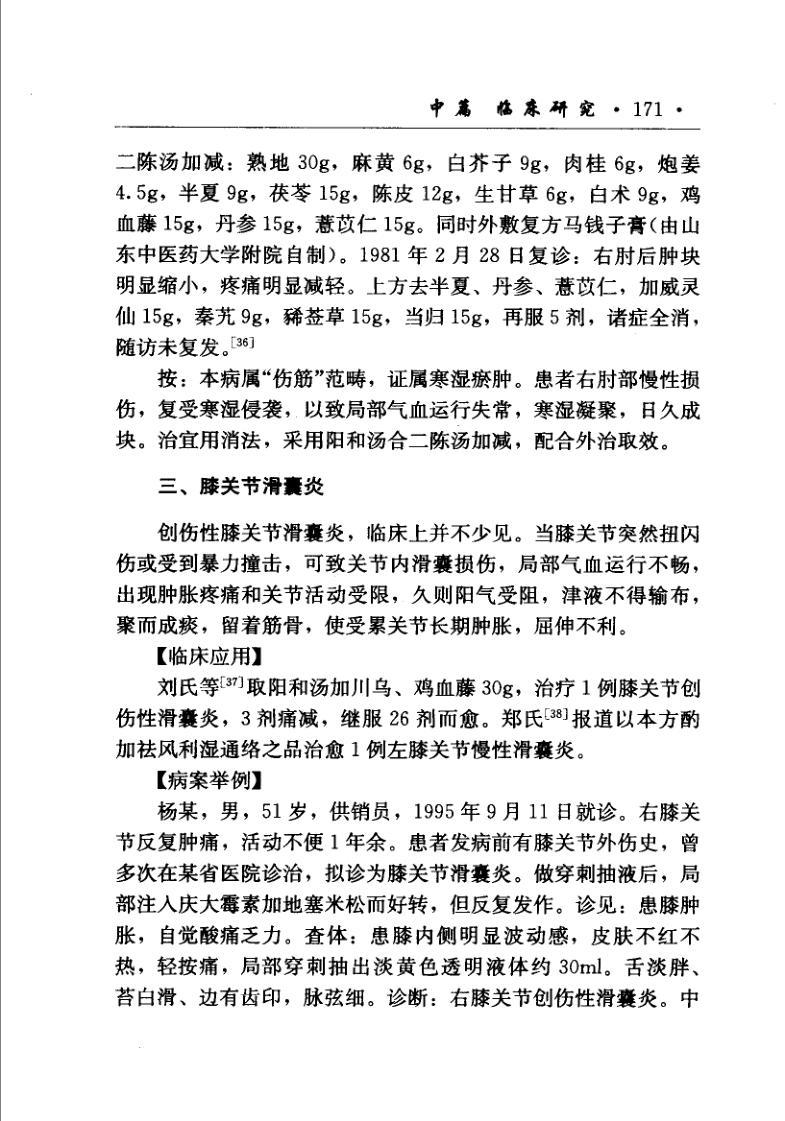 中篇 临床研究 · 171 ·
二陈汤加减：熟地 30g，麻黄 6g，白芥子 9g，肉桂 6g，炮姜
4.5g，半夏 9g，茯苓 15g，陈皮 12g，生甘草 6g，白术 9g，鸡
血藤 15g，丹参 15g，薏苡仁 15g。同时外敷复方马钱子膏（由山
东中医药大学附院自制）。1981 年 2 月 28 日复诊：右肘后肿块
明显缩小，疼痛明显减轻。上方去半夏、丹参、薏苡仁，加威灵
仙 15g，秦艽 9g，豨莶草 15g，当归 15g，再服 5 剂，诸症全消，
随访未复发。[36]
按：本病属“伤筋”范畴，证属寒湿瘀肿。患者右肘部慢性损
伤，复受寒湿侵袭，以致局部气血运行失常，寒湿凝聚，日久成
块。治宜用消法，采用阳和汤合二陈汤加减，配合外治取效。
三、膝关节滑囊炎
创伤性膝关节滑囊炎，临床上并不少见。当膝关节突然扭闪
伤或受到暴力撞击，可致关节内滑囊损伤，局部气血运行不畅，
出现肿胀疼痛和关节活动受限，久则阳气受阻，津液不得输布，
聚而成痰，留着筋骨，使受累关节长期肿胀，屈伸不利。
【临床应用】
刘氏等[37]取阳和汤加川乌、鸡血藤 30g，治疗 1 例膝关节创
伤性滑囊炎，3 剂痛减，继服 26 剂而愈。郑氏[38]报道以本方酌
加祛风利湿通络之品治愈 1 例左膝关节慢性滑囊炎。
【病案举例】
杨某，男，51 岁，供销员，1995 年 9 月 11 日就诊。右膝关
节反复肿痛，活动不便 1 年余。患者发病前有膝关节外伤史，曾
多次在某省医院诊治，拟诊为膝关节滑囊炎。做穿刺抽液后，局
部注入庆大霉素加地塞米松而好转，但反复发作。诊见：患膝肿
胀，自觉酸痛乏力。查体：患膝内侧明显波动感，皮肤不红不
热，轻按痛，局部穿刺抽出淡黄色透明液体约 30ml。舌淡胖、
苔白滑、边有齿印，脉弦细。诊断：右膝关节创伤性滑囊炎。中